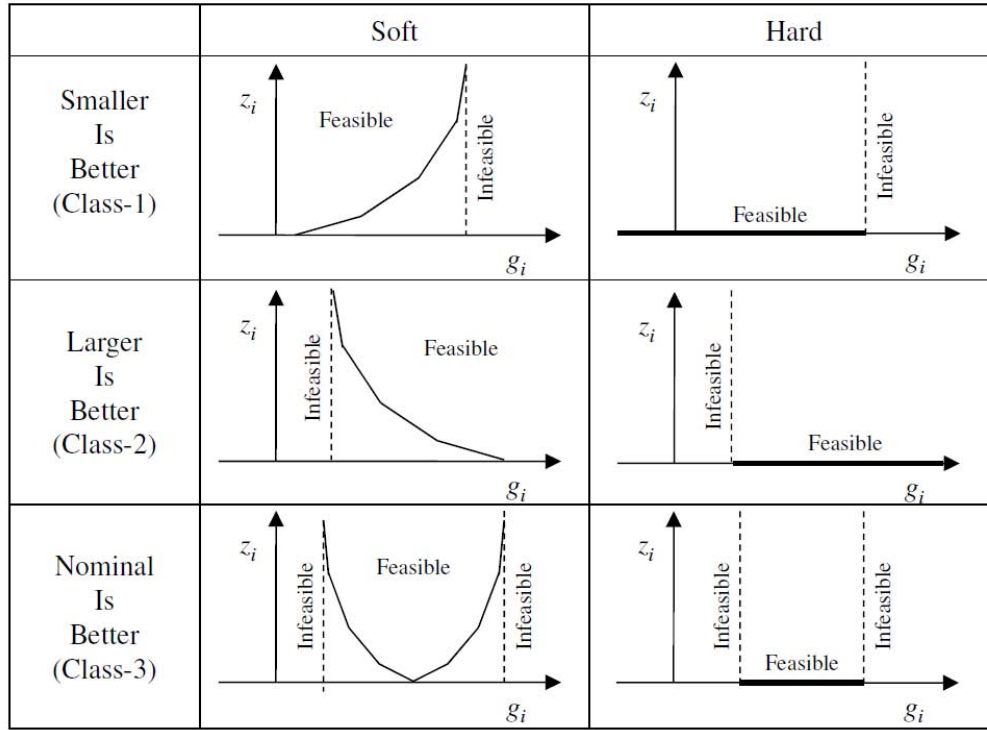 Soft
Hard
Smaller
Is
Better
(Class-1)
z_i
Feasible
Infeasible
g_i
z_i
Feasible
Infeasible
g_i
Larger
Is
Better
(Class-2)
z_i
Infeasible
Feasible
g_i
z_i
Infeasible
Feasible
g_i
Nominal
Is
Better
(Class-3)
z_i
Infeasible
Feasible
Infeasible
g_i
z_i
Infeasible
Feasible
Infeasible
g_i